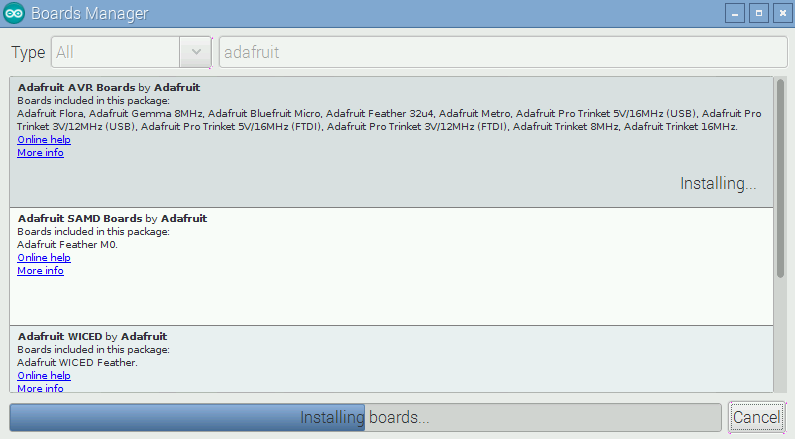 Boards Manager
Type All adafruit
Adafruit AVR Boards by Adafruit
Boards included in this package:
Adafruit Flora, Adafruit Gemma 8MHz, Adafruit Bluefruit Micro, Adafruit Feather 32u4, Adafruit Metro, Adafruit Pro Trinket 5V/16MHz (USB), Adafruit Pro
Trinket 3V/12MHz (USB), Adafruit Pro Trinket 5V/16MHz (FTDI), Adafruit Pro Trinket 3V/12MHz (FTDI), Adafruit Trinket 8MHz, Adafruit Trinket 16MHz.
Online help
More info
Installing...
Adafruit SAMD Boards by Adafruit
Boards included in this package:
Adafruit Feather M0.
Online help
More info
Adafruit WICED by Adafruit
Boards included in this package:
Adafruit WICED Feather.
Online help
More info
Installing boards... Cancel